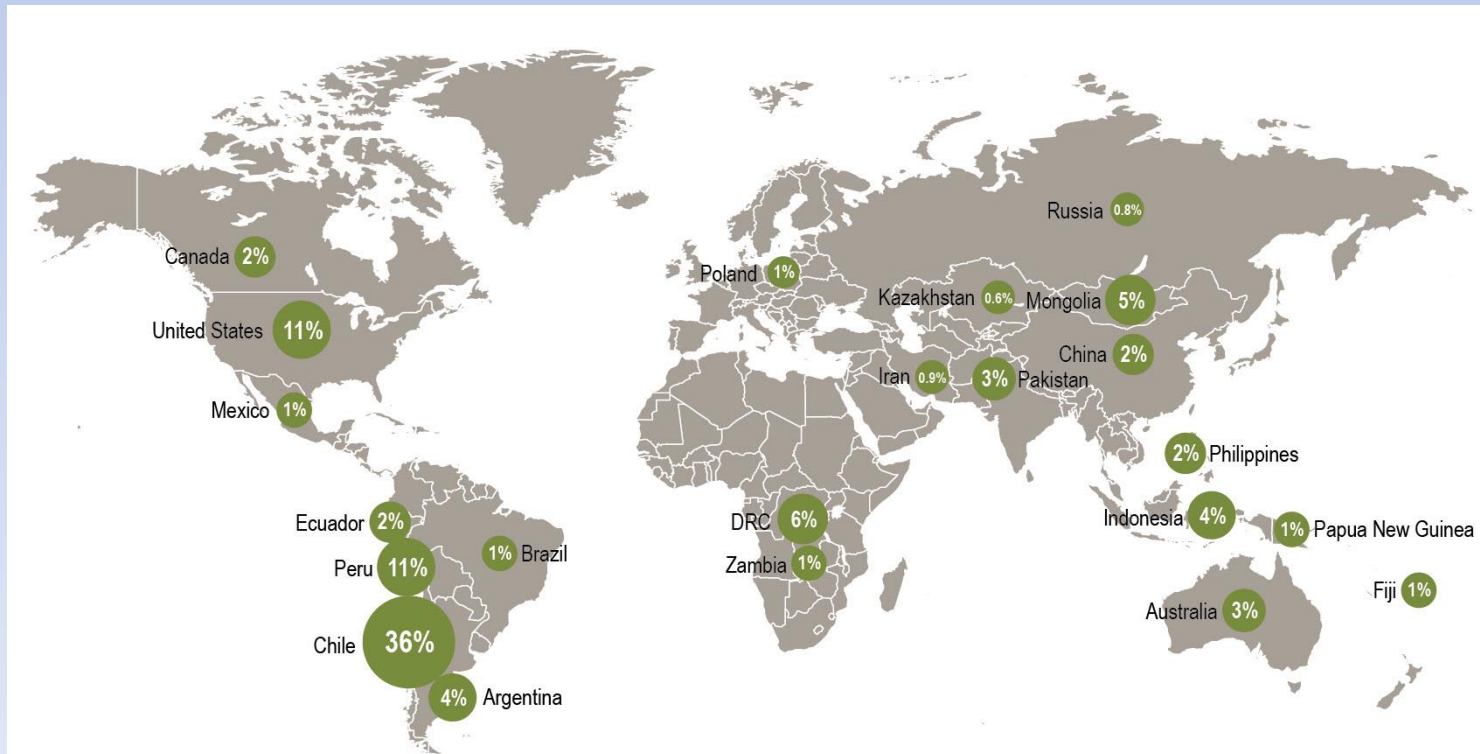 Canada 2%
United States 11%
Mexico 1%
Ecuador 2%
Peru 11%
Brazil 1%
Chile 36%
Argentina 4%
Poland 1%
DRC 6%
Zambia 1%
Russia 0.8%
Kazakhstan 0.6%
Mongolia 5%
China 2%
Iran 0.9%
3% Pakistan
2% Philippines
Indonesia 4%
1% Papua New Guinea
Fiji 1%
Australia 3%